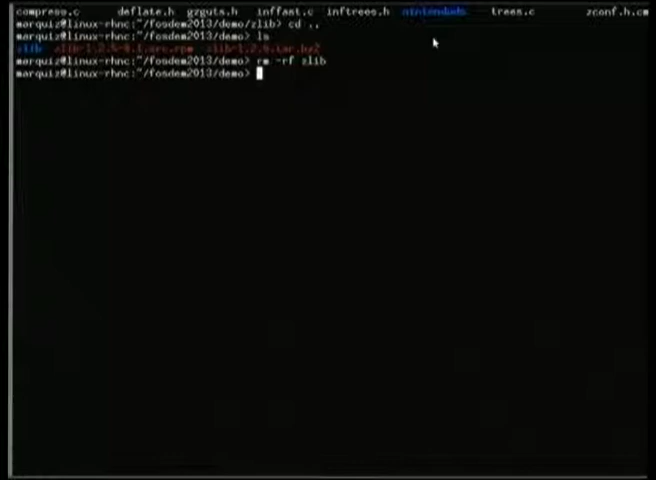 compress.c deflate.h gzguts.h inffast.c inftrees.h nintendods trees.c zconf.h.cm
marquiz@linux-rhnc:~/fosdem2013/demo/zlib> cd ..
marquiz@linux-rhnc:~/fosdem2013/demo> ls
zlib zlib-1.2.5-0.1.src.rpm zlib-1.2.6.tar.bz2
marquiz@linux-rhnc:~/fosdem2013/demo> rm -rf zlib
marquiz@linux-rhnc:~/fosdem2013/demo>